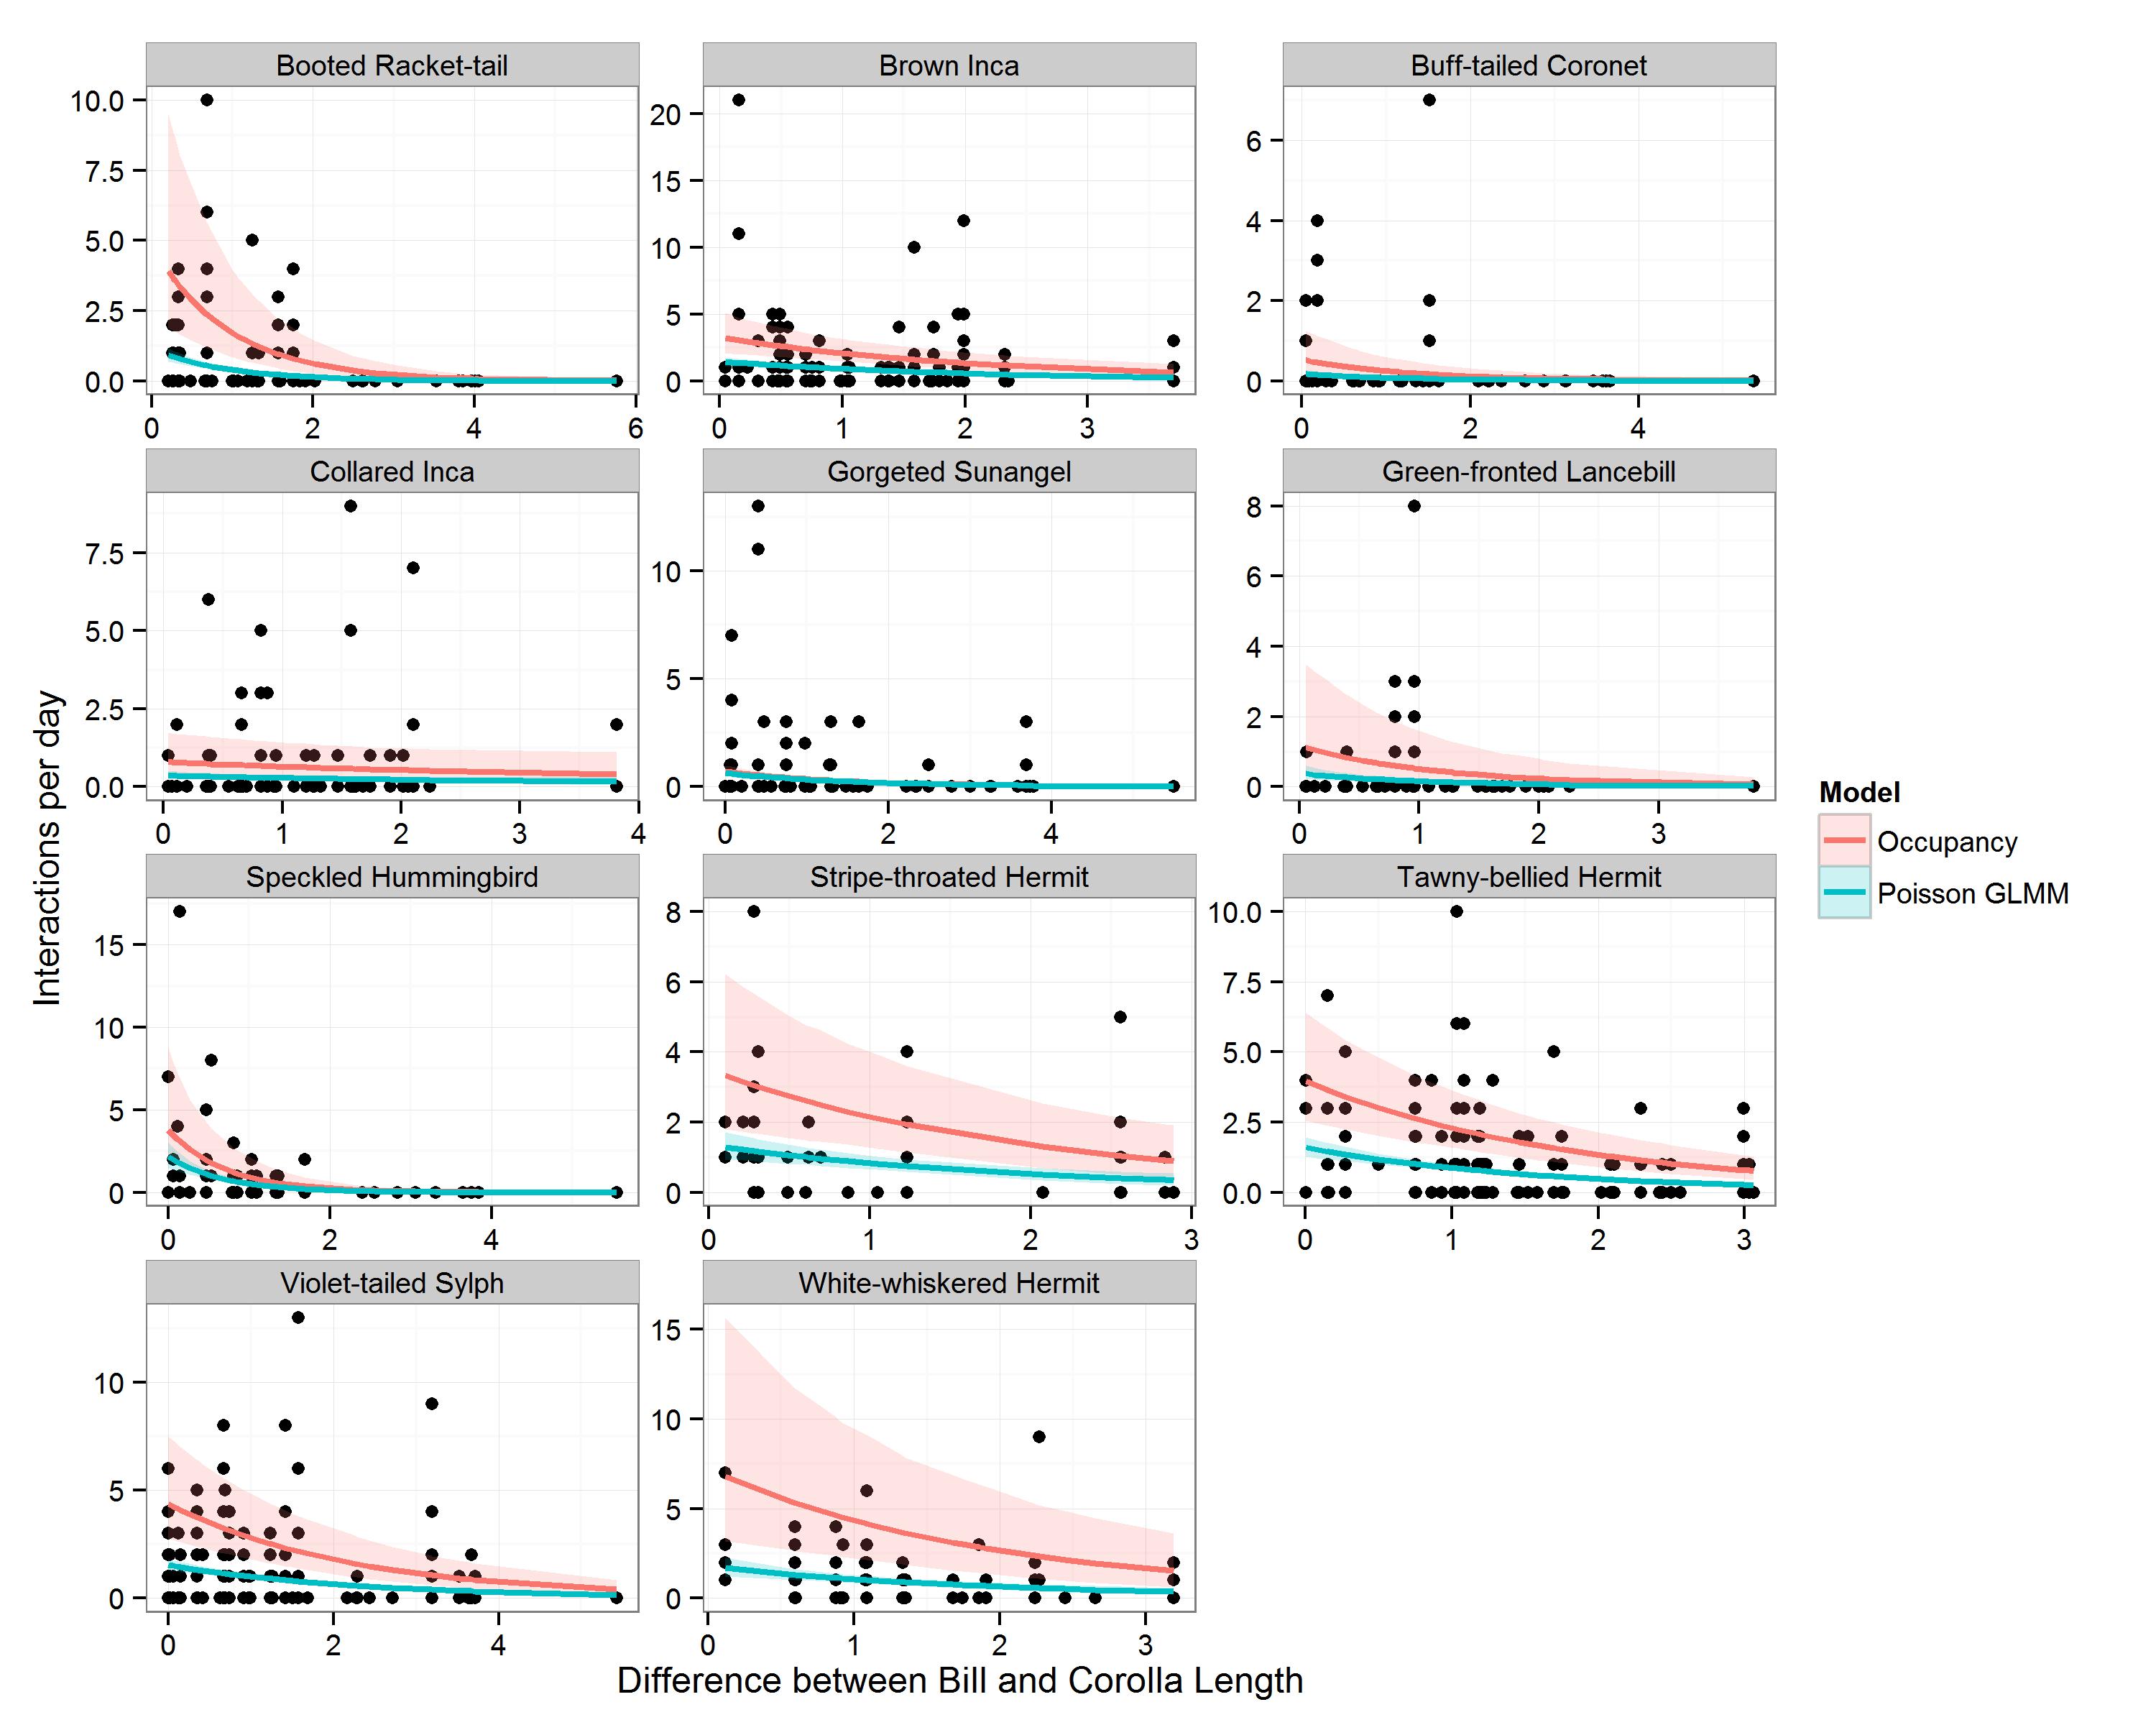 Booted Racket-tail
Brown Inca
Buff-tailed Coronet
10.0
7.5
5.0
2.5
0.0
0 2 4 6
20
15
10
5
0
0 1 2 3
6
4
2
0
0 2 4
Collared Inca
Gorgeted Sunangel
Green-fronted Lancebill
7.5
5.0
2.5
0.0
0 1 2 3 4
10
5
0
0 2 4
8
6
4
2
0
0 1 2 3
Speckled Hummingbird
Stripe-throated Hermit
Tawny-bellied Hermit
15
10
5
0
0 2 4
8
6
4
2
0
0 1 2 3
10.0
7.5
5.0
2.5
0.0
0 1 2 3
Violet-tailed Sylph
White-whiskered Hermit
10
5
0
0 2 4
15
10
5
0
0 1 2 3
Interactions per day
Difference between Bill and Corolla Length
Model
Occupancy
Poisson GLMM